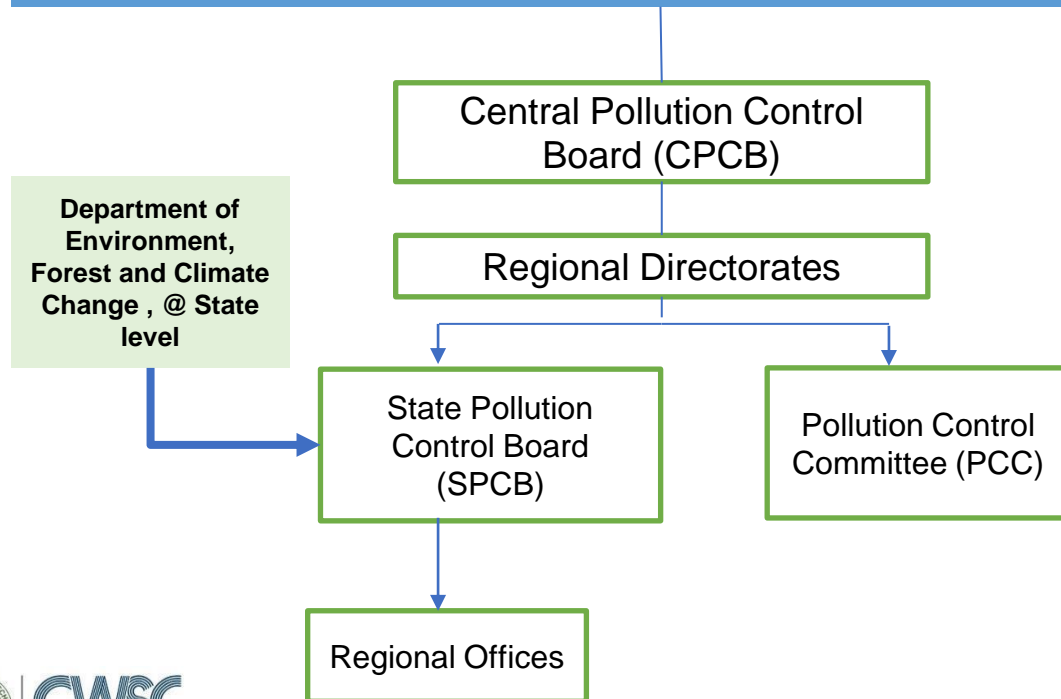 Central Pollution Control
Board (CPCB)
Department of
Environment,
Forest and Climate
Change , @ State
level
Regional Directorates
State Pollution
Control Board
(SPCB)
Pollution Control
Committee (PCC)
Regional Offices